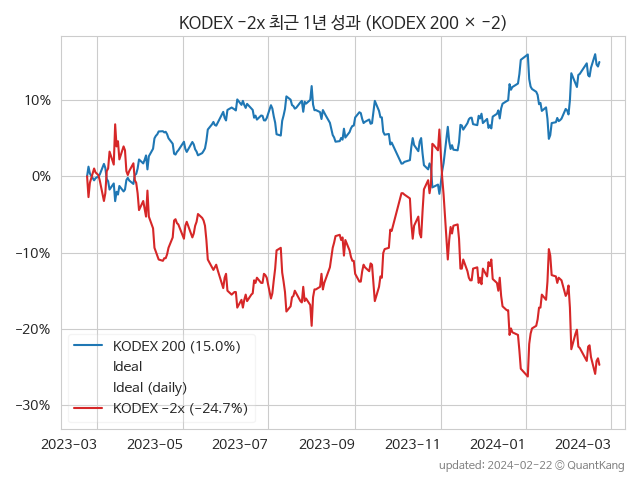 KODEX -2x 최근 1년 성과 (KODEX 200 × -2)
10%
0%
−10%
−20%
−30%
KODEX 200 (15.0%)
Ideal
Ideal (daily)
KODEX -2x (-24.7%)
2023-03
2023-05
2023-07
2023-09
2023-11
2024-01
2024-03
updated: 2024-02-22 © QuantKang